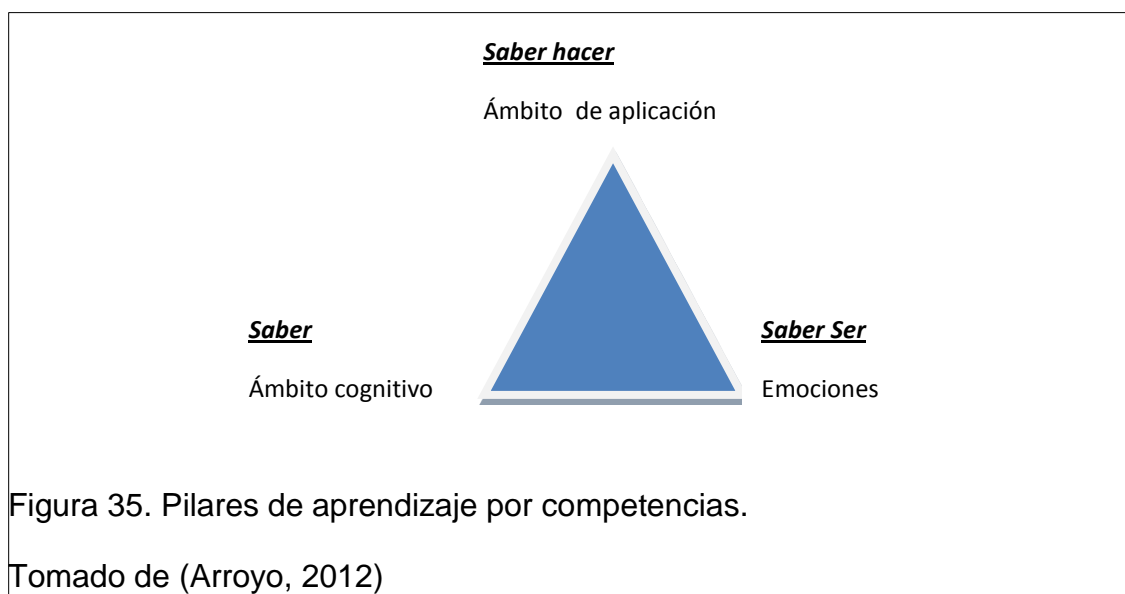 Saber hacer
Ámbito de aplicación
Saber
Saber Ser
Ámbito cognitivo
Emociones
Figura 35. Pilares de aprendizaje por competencias.
Tomado de (Arroyo, 2012)